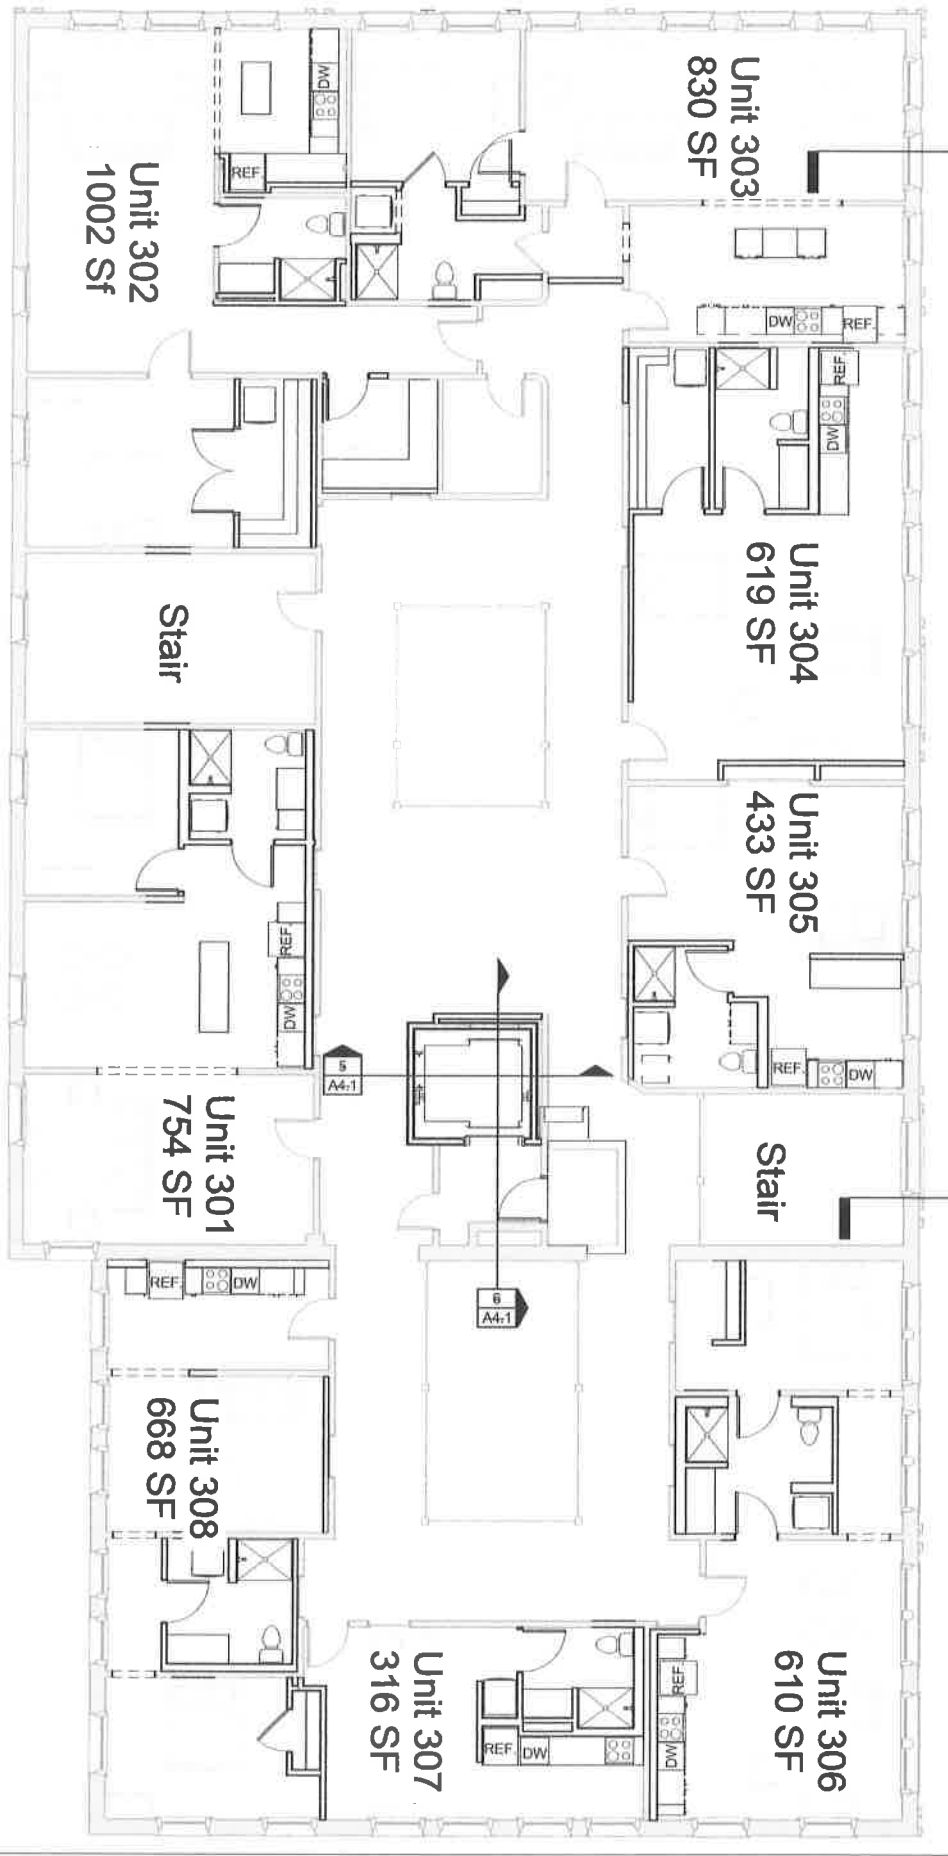 Unit 303
830 SF
DW
REF.
Unit 302
1002 Sf
DW
REF.
REF.
DW
Unit 304
619 SF
Stair
Unit 305
433 SF
REF.
DW
REF.
DW
5
A4.1
Unit 301
754 SF
Stair
6
A4.1
REF.
DW
Unit 308
668 SF
Unit 307
316 SF
REF.
DW
Unit 306
610 SF
REF.
DW